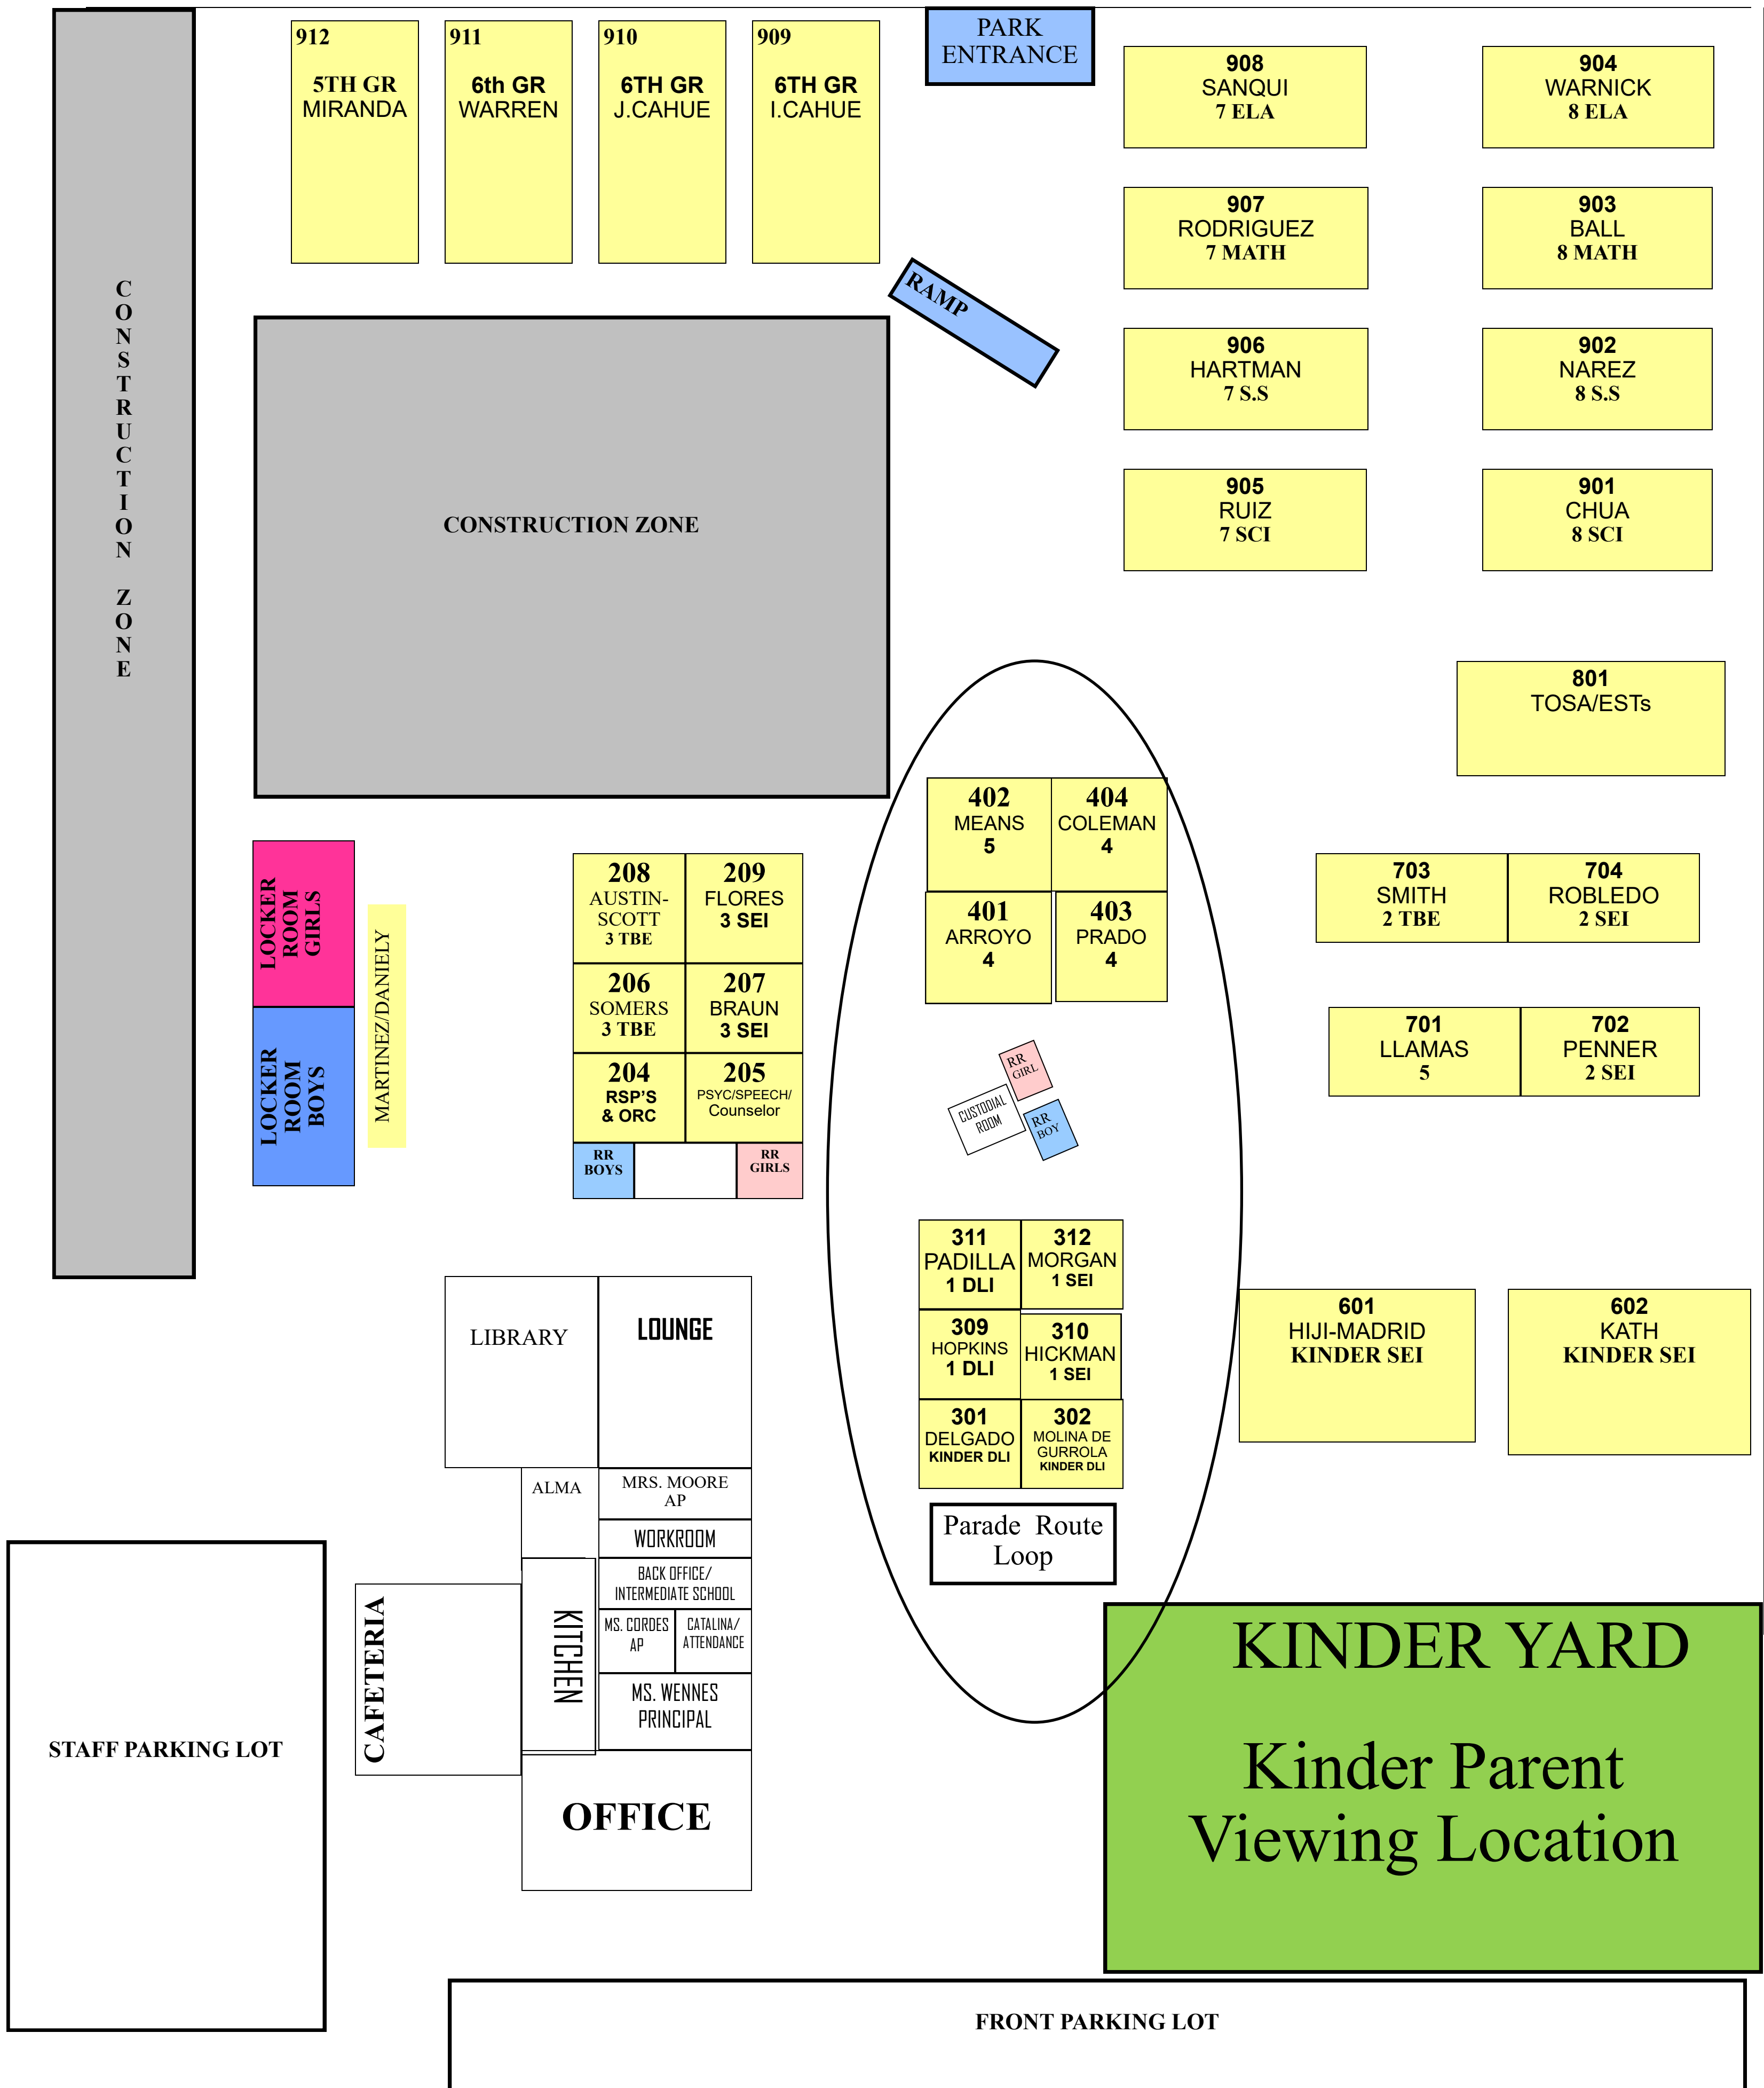 912
5TH GR
MIRANDA
911
6th GR
WARREN
910
6TH GR
J.CAHUE
909
6TH GR
I.CAHUE
PARK
ENTRANCE
908
SANQUI
7 ELA
904
WARNICK
8 ELA
907
RODRIGUEZ
7 MATH
903
BALL
8 MATH
RAMP
906
HARTMAN
7 S.S
902
NAREZ
8 S.S
905
RUIZ
7 SCI
901
CHUA
8 SCI
CONSTRUCTION ZONE
CONSTRUCTION ZONE
801
TOSA/ESTs
402
MEANS
5
404
COLEMAN
4
401
ARROYO
4
403
PRADO
4
703
SMITH
2 TBE
704
ROBLEDO
2 SEI
701
LLAMAS
5
702
PENNER
2 SEI
LOCKER
ROOM
GIRLS
LOCKER
ROOM
BOYS
MARTINEZ/DANIELY
208
AUSTIN-
SCOTT
3 TBE
209
FLORES
3 SEI
206
SOMERS
3 TBE
207
BRAUN
3 SEI
204
RSP'S
& ORC
205
PSYC/SPEECH/
Counselor
RR
BOYS
RR
GIRLS
RR
GIRL
CUSTODIAL
ROOM
RR
BOY
311
PADILLA
1 DLI
312
MORGAN
1 SEI
309
HOPKINS
1 DLI
310
HICKMAN
1 SEI
301
DELGADO
KINDER DLI
302
MOLINA DE
GURROLA
KINDER DLI
601
HIJI-MADRID
KINDER SEI
602
KATH
KINDER SEI
Parade Route
Loop
LIBRARY
LOUNGE
ALMA
MRS. MOORE
AP
WORKROOM
BACK OFFICE/
INTERMEDIATE SCHOOL
MS. CORDES
AP
CATALINA/
ATTENDANCE
MS. WENNES
PRINCIPAL
KITCHEN
CAFETERIA
OFFICE
STAFF PARKING LOT
KINDER YARD
Kinder Parent
Viewing Location
FRONT PARKING LOT